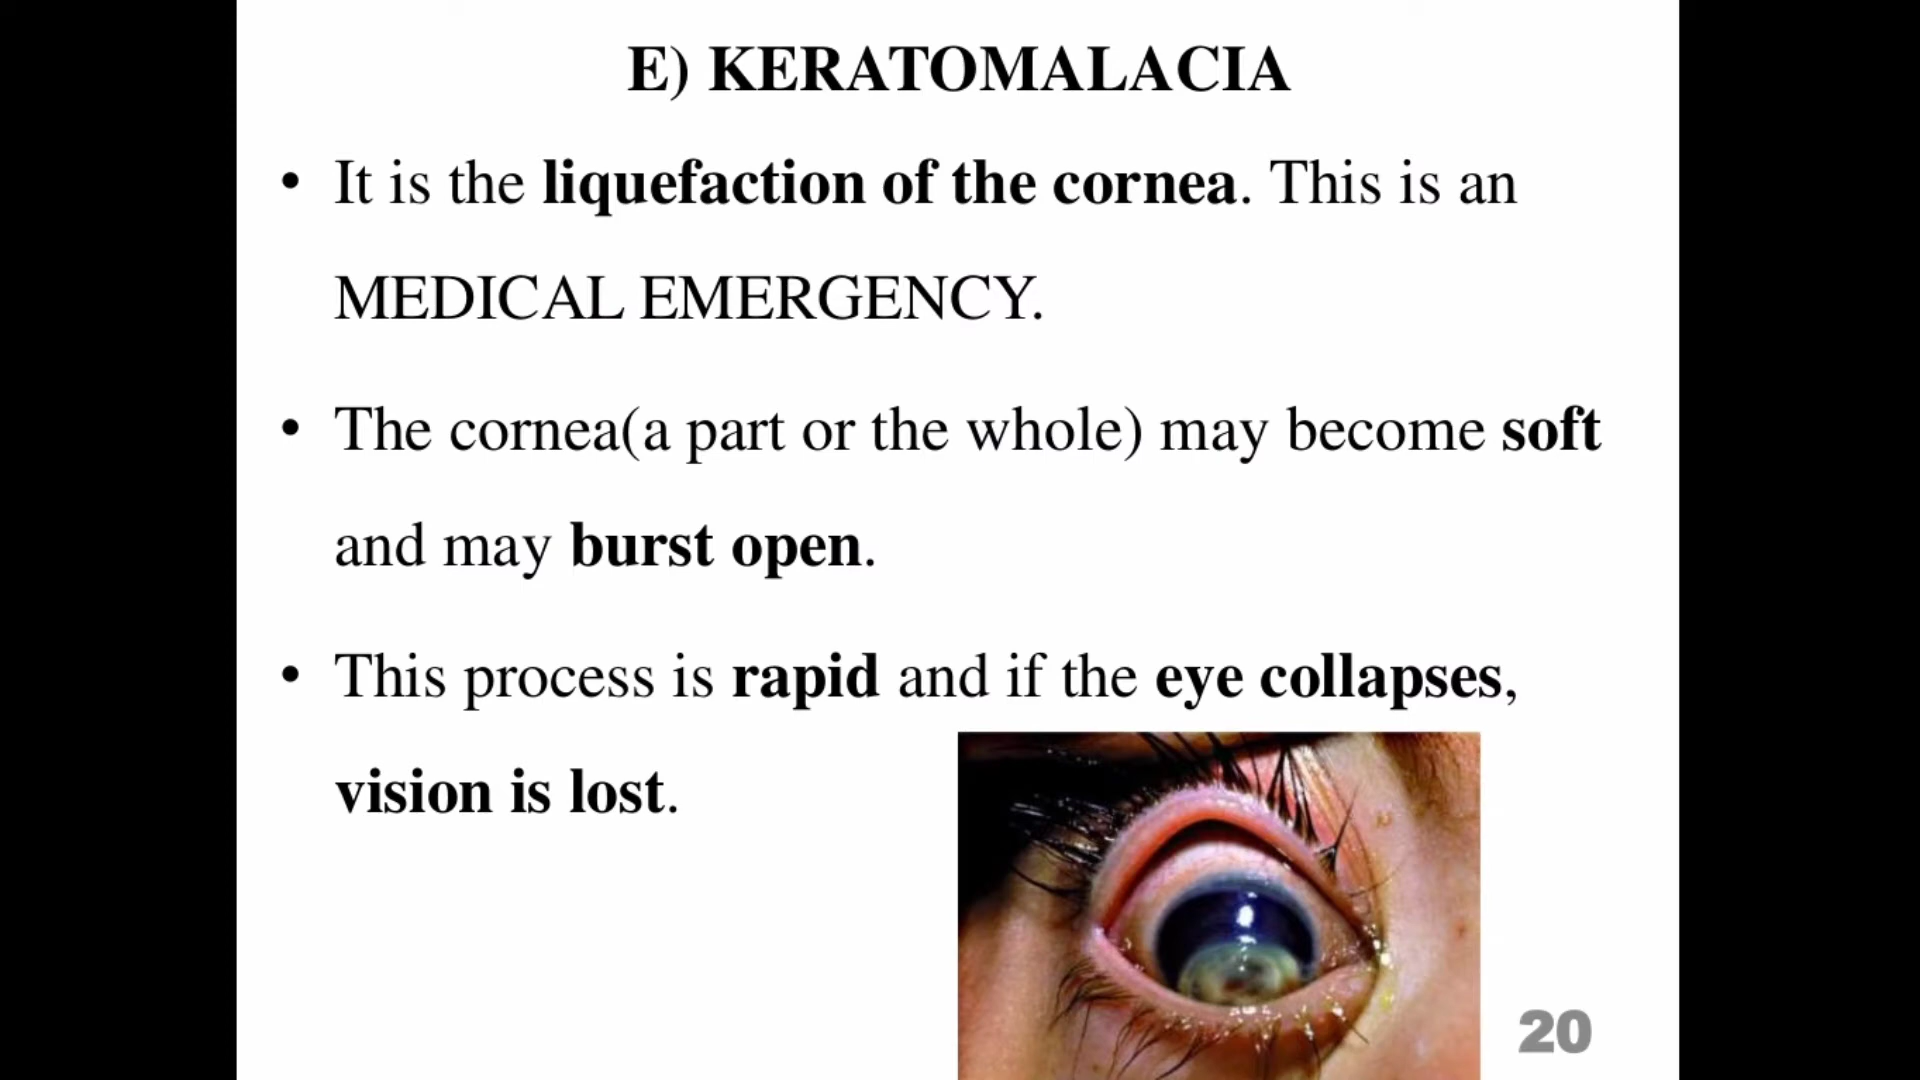 E) KERATOMALACIA
• It is the liquefaction of the cornea. This is an
MEDICAL EMERGENCY.
• The cornea(a part or the whole) may become soft
and may burst open.
• This process is rapid and if the eye collapses,
vision is lost.
20